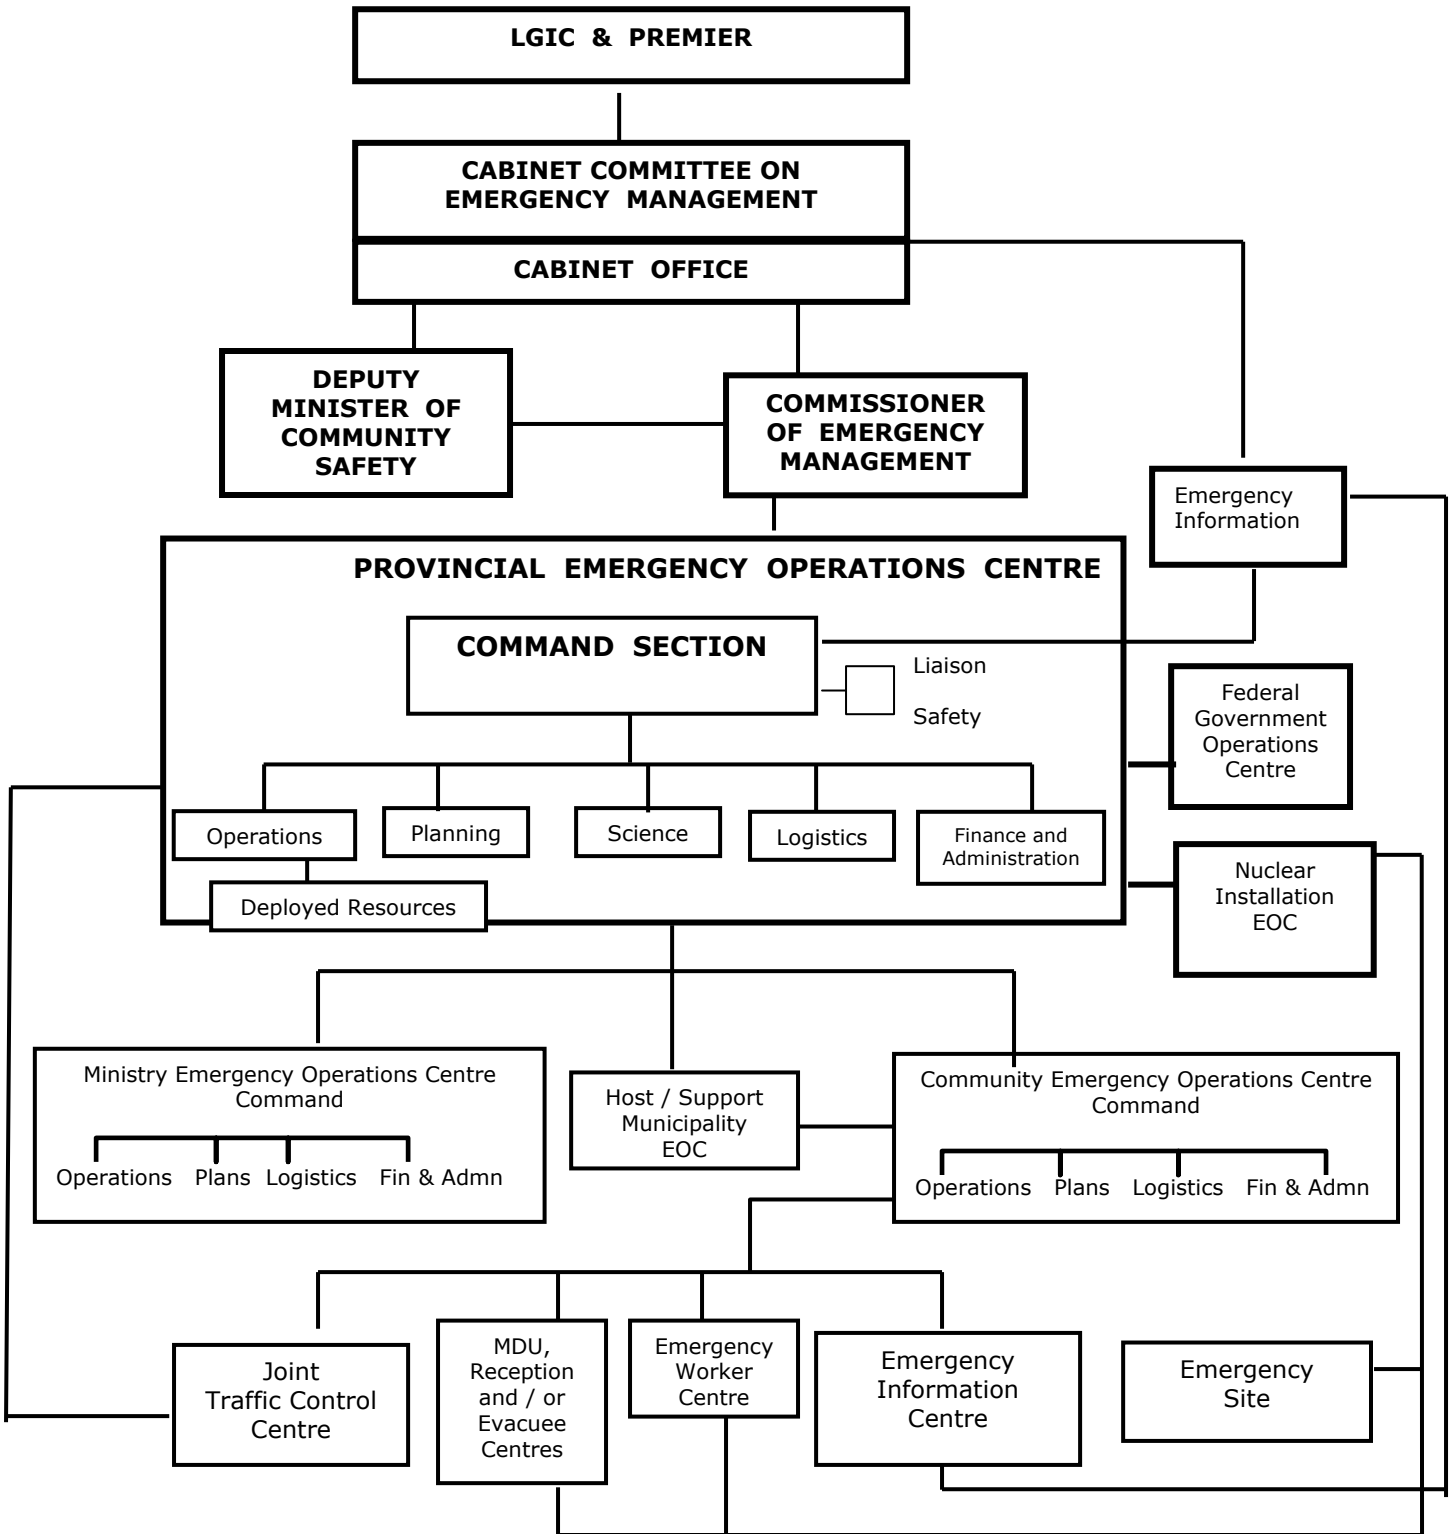 LGIC & PREMIER
CABINET COMMITTEE ON
EMERGENCY MANAGEMENT
CABINET OFFICE
DEPUTY
MINISTER OF
COMMUNITY
SAFETY
COMMISSIONER
OF EMERGENCY
MANAGEMENT
Emergency
Information
PROVINCIAL EMERGENCY OPERATIONS CENTRE
COMMAND SECTION
Liaison
Safety
Federal
Government
Operations
Centre
Operations
Planning
Science
Logistics
Finance and
Administration
Deployed Resources
Nuclear
Installation
EOC
Ministry Emergency Operations Centre
Command
Operations Plans Logistics Fin & Admn
Host / Support
Municipality
EOC
Community Emergency Operations Centre
Command
Operations Plans Logistics Fin & Admn
Joint
Traffic Control
Centre
MDU,
Reception
and / or
Evacuee
Centres
Emergency
Worker
Centre
Emergency
Information
Centre
Emergency
Site